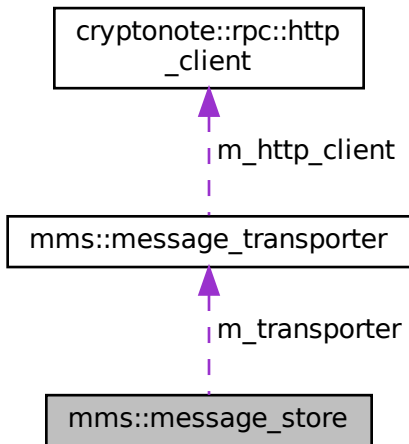 cryptonote::rpc::http
_client
m_http_client
mms::message_transporter
m_transporter
mms::message_store